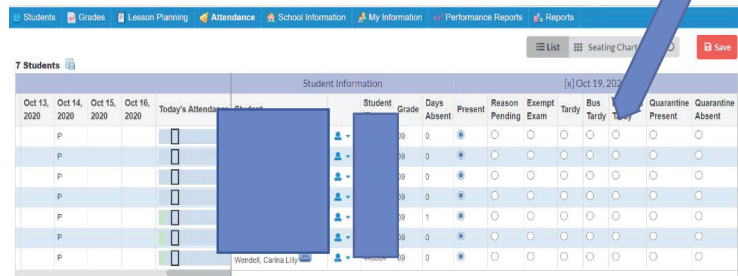 Students Grades Lesson Planning Attendance School Information My Information Performance Reports Reports
List Seating Chart Save
7 Students
Student Information [x] Oct 19, 202
Oct 13, 2020 Oct 14, 2020 Oct 15, 2020 Oct 16, 2020 Today's Attendance Student Student Grade Days Absent Present Reason Pending Exempt Exam Tardy Bus Tardy Tardy Quarantine Present Quarantine Absent
P 09 0
P 09 0
P 09 0
P 09 0
P 09 1
P 09 0
P Wendell, Carina Lilly 09 0